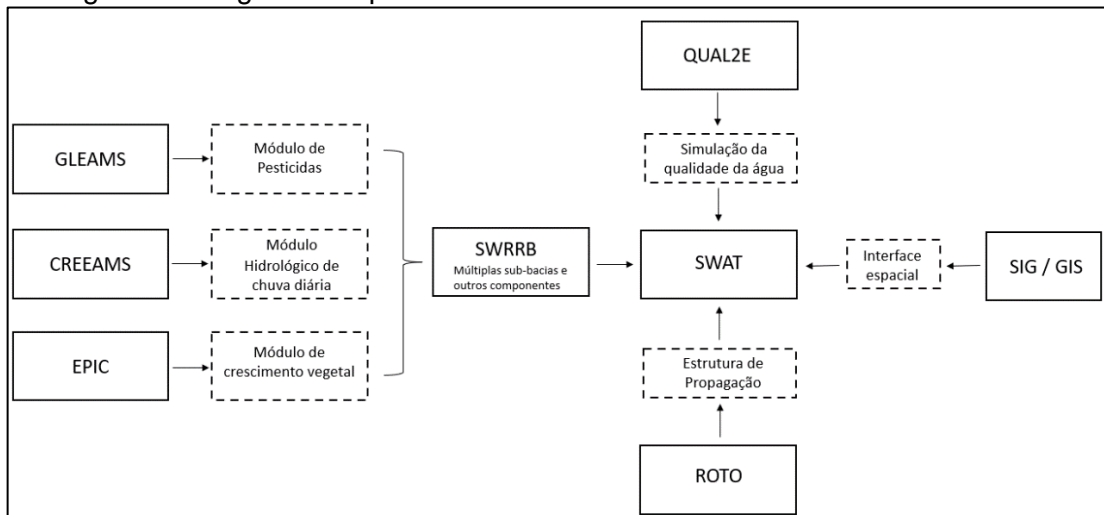 QUAL2E
GLEAMS
Módulo de
Pesticidas
Simulação da
qualidade da água
CREEAMS
Módulo
Hidrológico de
chuva diária
SWRRB
Múltiplas sub-bacias e
outros componentes
SWAT
Interface
espacial
SIG / GIS
EPIC
Módulo de
crescimento vegetal
Estrutura de
Propagação
ROTO